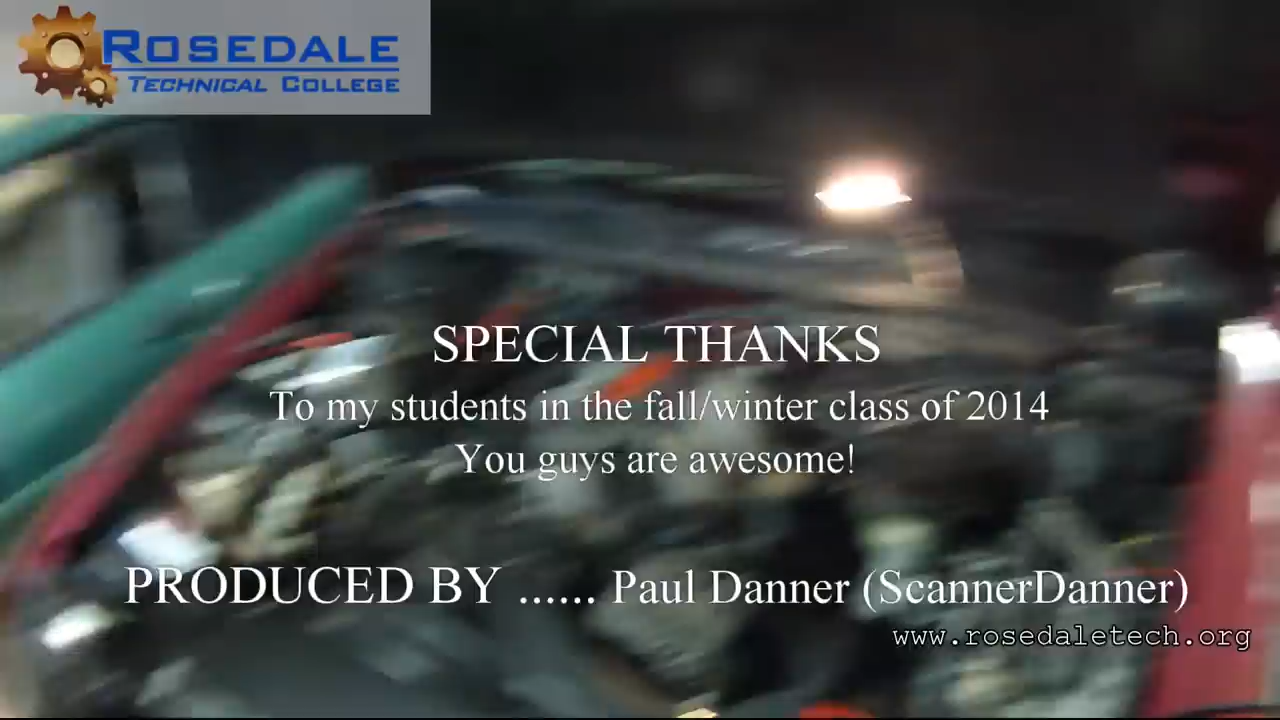 ROSEDALE
TECHNICAL COLLEGE
SPECIAL THANKS
To my students in the fall/winter class of 2014
You guys are awesome!
PRODUCED BY ...... Paul Danner (ScannerDanner)
www.rosedaletech.org